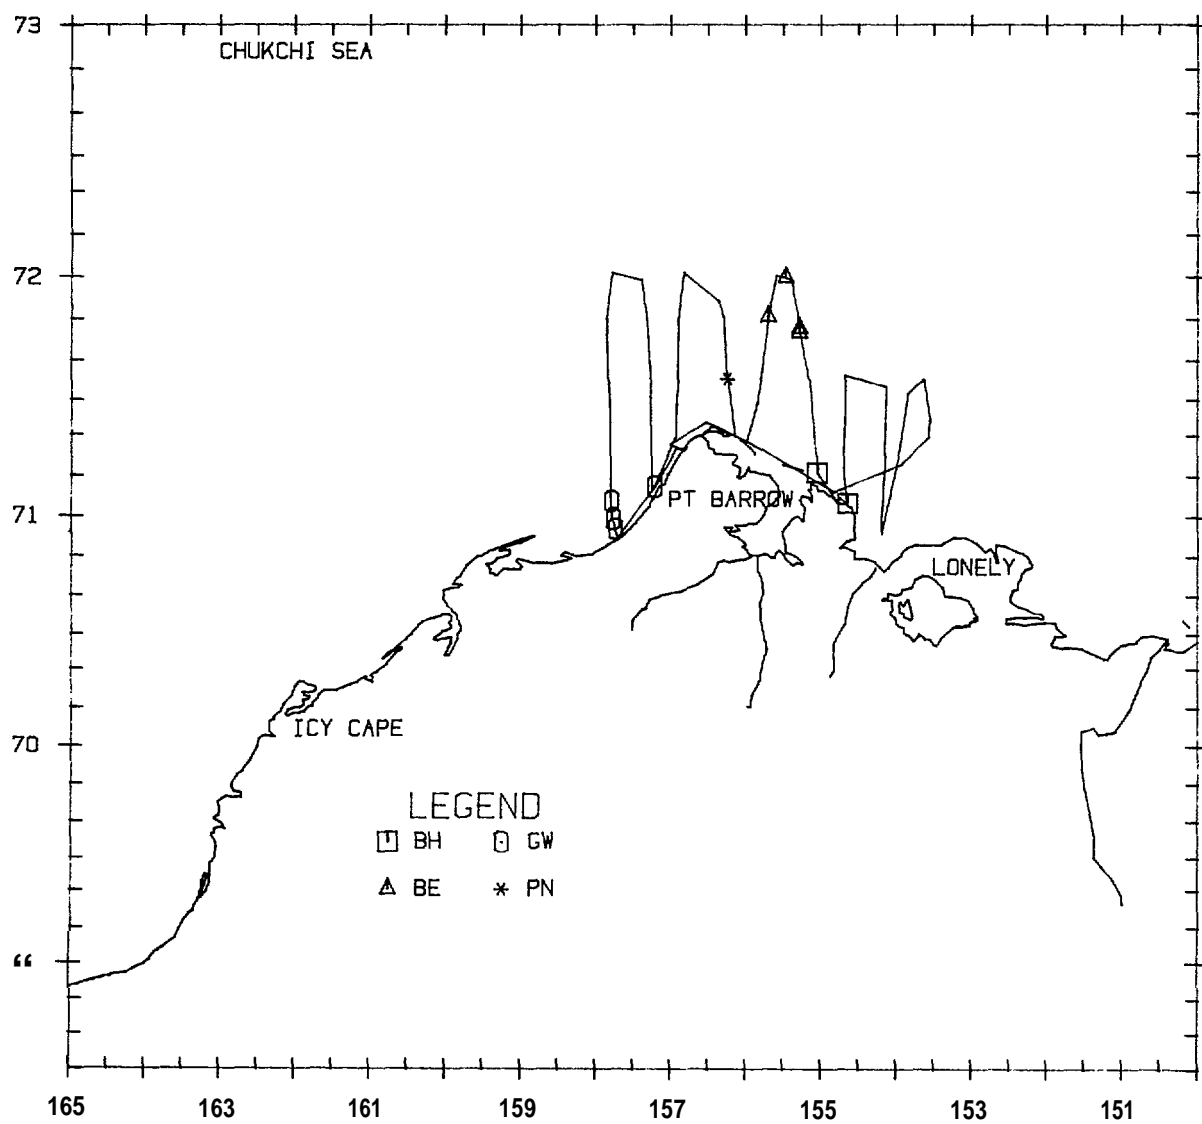 73
CHUKCHI SEA
72
71
PT BARROW
LONELY
ICY CAPE
70
LEGEND
BH GW
BE PN
“
165 163 161 159 157 155 153 151